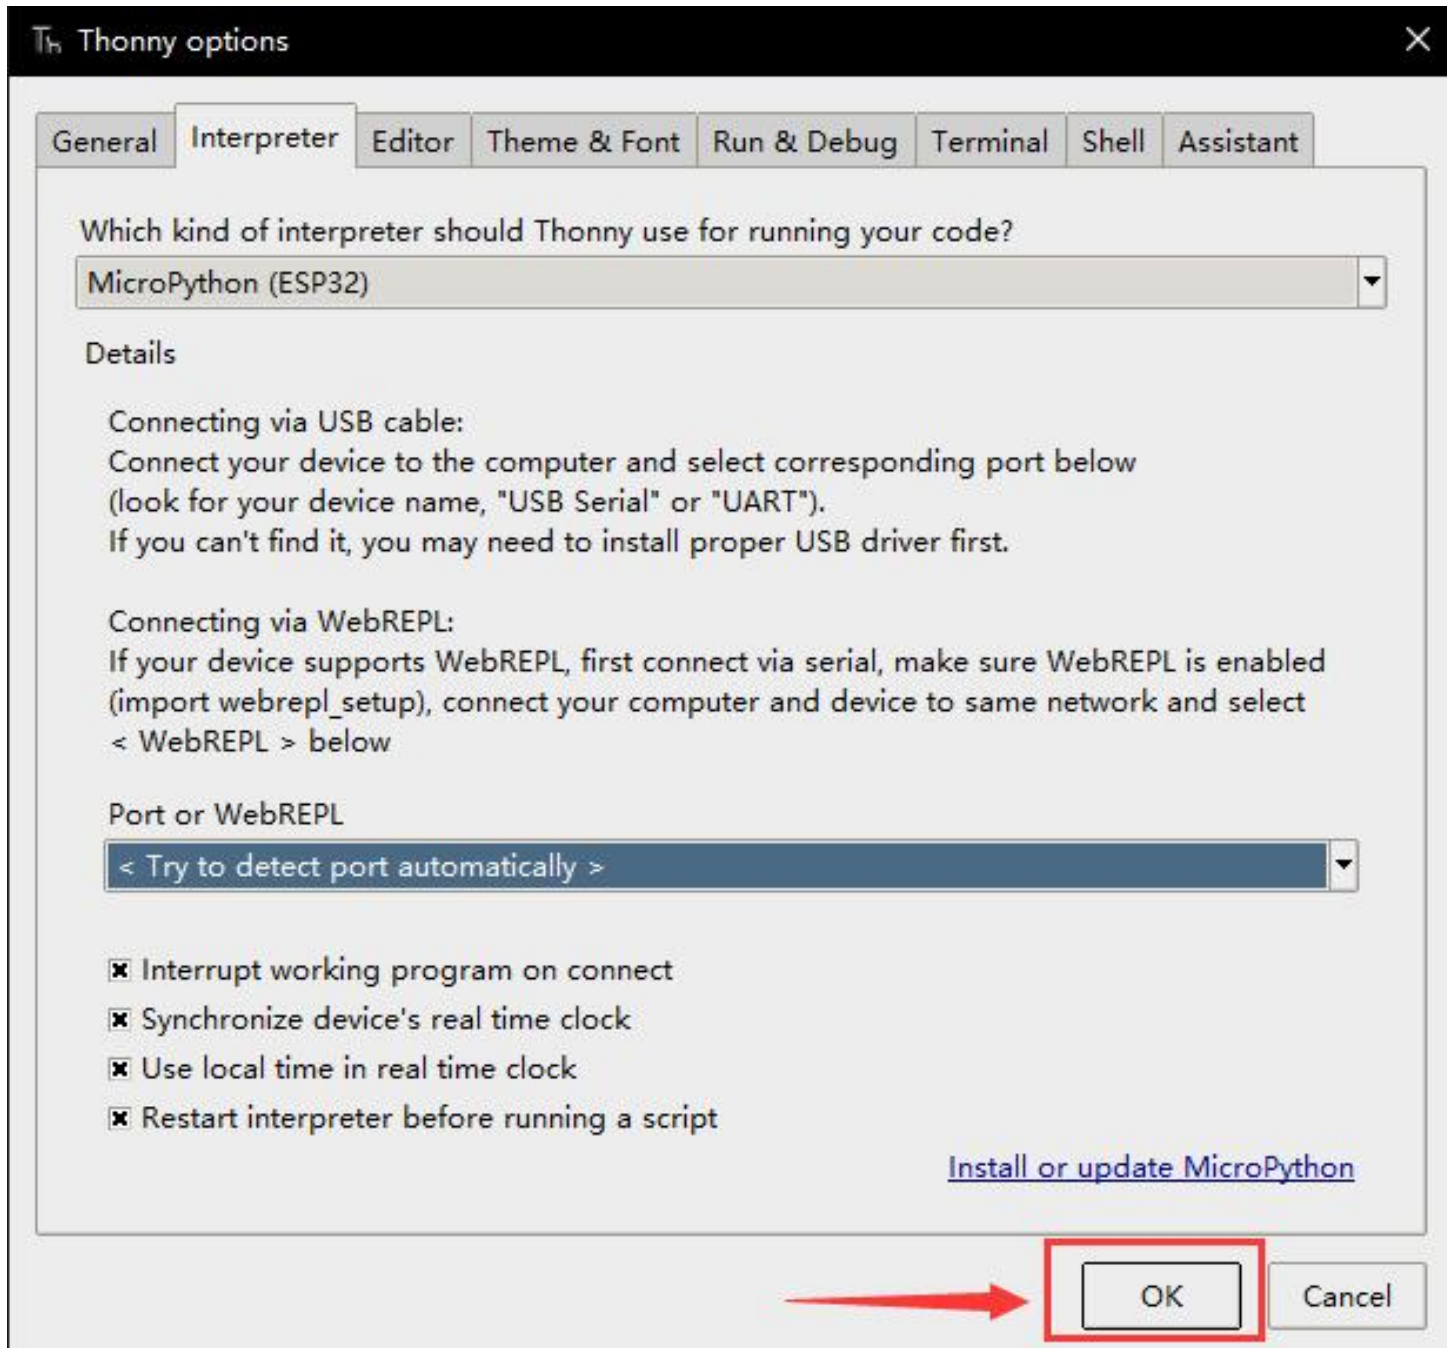 Th Thonny options
General Interpreter Editor Theme & Font Run & Debug Terminal Shell Assistant
Which kind of interpreter should Thonny use for running your code?
MicroPython (ESP32)
Details
Connecting via USB cable:
Connect your device to the computer and select corresponding port below
(look for your device name, "USB Serial" or "UART").
If you can't find it, you may need to install proper USB driver first.
Connecting via WebREPL:
If your device supports WebREPL, first connect via serial, make sure WebREPL is enabled
(import webrepl_setup), connect your computer and device to same network and select
< WebREPL > below
Port or WebREPL
< Try to detect port automatically >
Interrupt working program on connect
Synchronize device's real time clock
Use local time in real time clock
Restart interpreter before running a script
Install or update MicroPython
OK Cancel